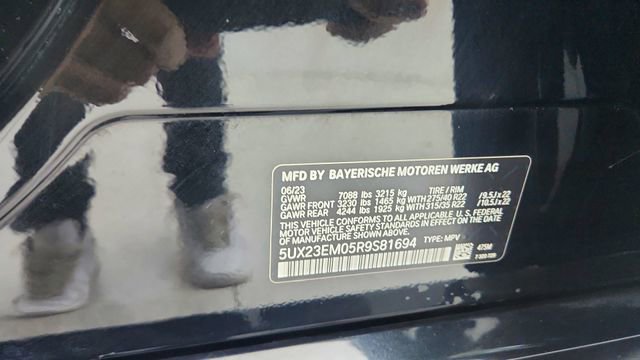 MFD BY BAYERISCHE MOTOREN WERKE AG
06/23
GVWR 7088 lbs 3215 kg TIRE / RIM
GAWR FRONT 3230 lbs 1465 kg WITH 275/40 R22 / 9.5J x 22
GAWR REAR 4244 lbs 1925 kg WITH 315/35 R22 / 10.5J x 22
THIS VEHICLE CONFORMS TO ALL APPLICABLE U.S. FEDERAL
MOTOR VEHICLE SAFETY STANDARDS IN EFFECT ON THE DATE
OF MANUFACTURE SHOWN ABOVE.
5UX23EM05R9S81694 TYPE: MPV 475M